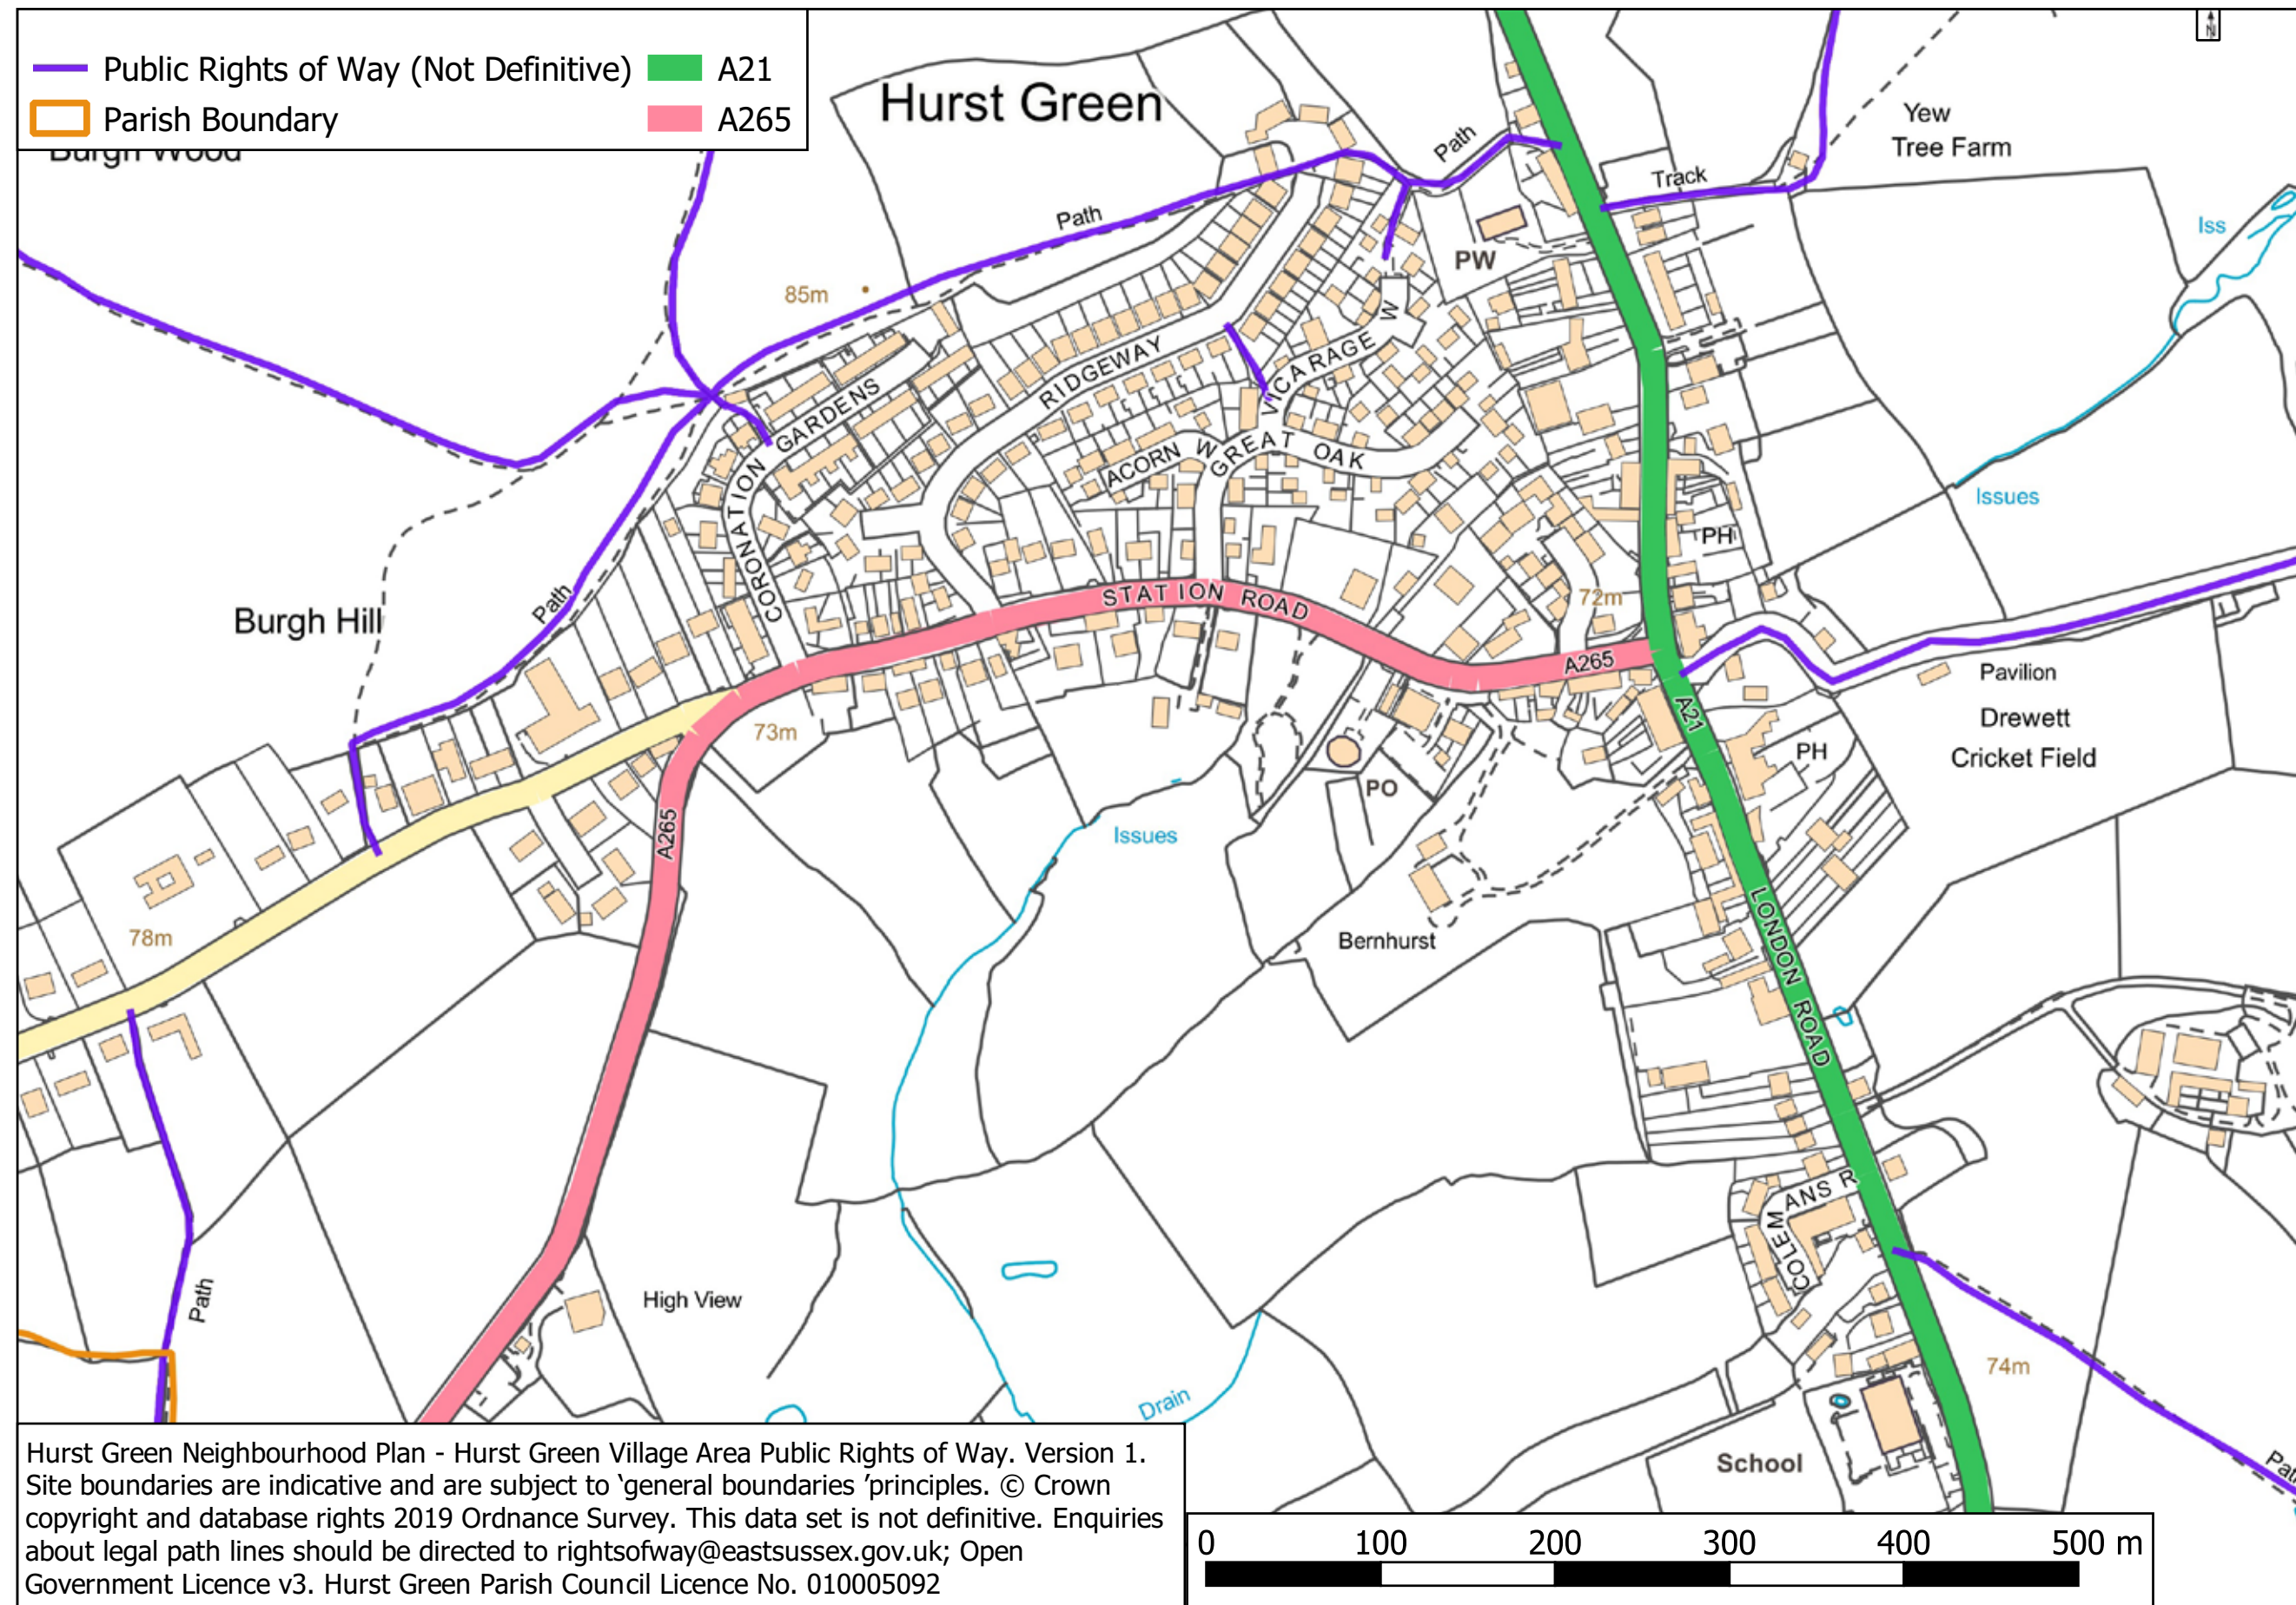 Public Rights of Way (Not Definitive)
A21
Parish Boundary
A265
N
Burgh Wood
Hurst Green
Yew
Tree Farm
Path
Track
Path
Iss
PW
85m
W
VICARAGE
RIDGEWAY
GARDENS
CORONATION
ACORN W
GREAT OAK
Issues
PH
Burgh Hill
Path
72m
STATION ROAD
A265
A21
Pavilion
Drewett
Cricket Field
73m
PH
PO
A265
Issues
78m
Bernhurst
LONDON ROAD
COLEMANS R
High View
Path
Drain
74m
School
Path
Hurst Green Neighbourhood Plan - Hurst Green Village Area Public Rights of Way. Version 1.
Site boundaries are indicative and are subject to ‘general boundaries ’principles. © Crown
copyright and database rights 2019 Ordnance Survey. This data set is not definitive. Enquiries
about legal path lines should be directed to rightsofway@eastsussex.gov.uk; Open
Government Licence v3. Hurst Green Parish Council Licence No. 010005092
0 100 200 300 400 500 m